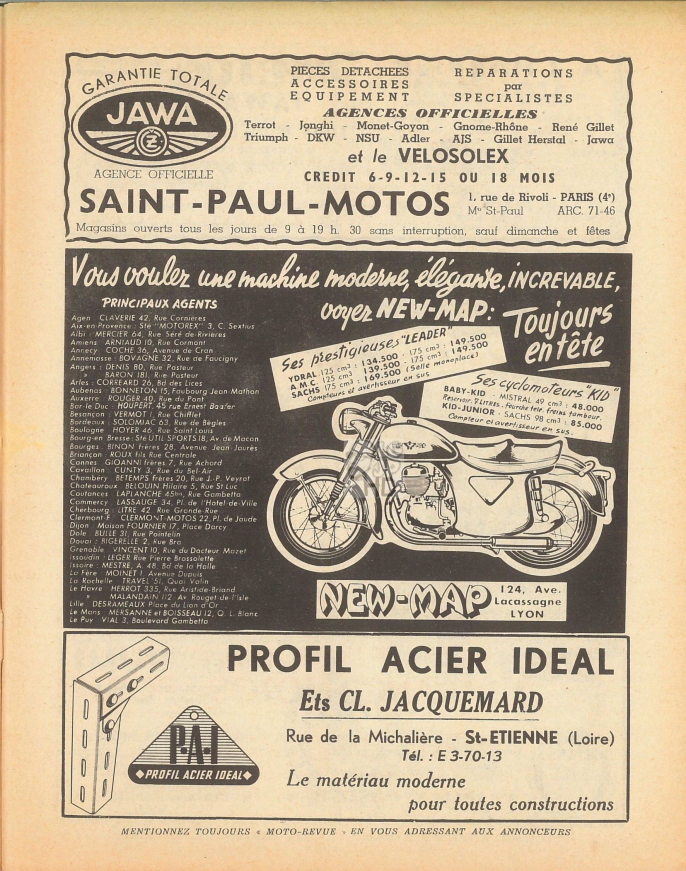 GARANTIE TOTALE
JAWA
CZ
AGENCE OFFICIELLE
PIECES DETACHEES
ACCESSOIRES
EQUIPEMENT
REPARATIONS
par
SPECIALISTES
AGENCES OFFICIELLES
Terrot - Jonghi - Monet-Goyon - Gnome-Rhône - René Gillet
Triumph - DKW - NSU - Adler - AJS - Gillet Herstal - Jawa
et le VELOSOLEX
CREDIT 6-9-12-15 OU 18 MOIS
SAINT-PAUL-MOTOS
1, rue de Rivoli - PARIS (4e)
Mo St-Paul ARC. 71-46
Magasins ouverts tous les jours de 9 à 19 h. 30 sans interruption, sauf dimanche et fêtes
Vous voulez une machine moderne, élégante, INCREVABLE,
voyez NEW-MAP:
Toujours
en tête
PRINCIPAUX AGENTS
Agen : CLAVERIE 42, Rue Cornières
Aix-en-Provence : Sté "MOTOREX" 3, C. Sextius
Albi : MERCIER 64, Rue Séré de Rivières
Amiens : ARNIAUD 10, Rue Cormont
Annecy : COCHE 36, Avenue de Cran
Annemasse : BOVAGNE 32, Rue de Faucigny
Angers : DENIS 80, Rue Pasteur
» BARON 181, Rue Pasteur
Arles : CORREARD 26, Bd des Lices
Aubenas : BONNETON 15, Faubourg Jean-Mathon
Auxerre : ROUGER 40, Rue du Pont
Bar-le-Duc : HOUPERT, 45 rue Ernest Bradfer
Besançon : VERMOT 7, Rue Chifflet
Bordeaux : SOLOMIAC 63, Rue de Bègles
Boulogne : HOYER 46, Rue Saint Louis
Bourg-en-Bresse : Sté UTIL SPORTS 18, Av. de Macon
Bourges : BINON frères 28, Avenue Jean-Jaurès
Briançon : ROUX fils Rue Centrale
Cannes : GIOANNI frères 7, Rue Achard
Cavaillon : CUNTY 3, Rue du Bel-Air
Chambéry : BETEMPS frères 20, Rue J.-P. Veyrat
Chateauroux : BELOUIN Hilaire 5, Rue St Luc
Coutances : LAPLANCHE 45bis, Rue Gambetta
Commercy : LASSAUGE 34, Pl. de l'Hotel-de-Ville
Cherbourg : LITRE 42 Rue Grande-Rue
Clermont-F : CLERMONT-MOTOS 22, Pl. de Jaude
Dijon : Maison FOURNIER 17, Place Darcy
Dole : BULLE 31, Rue Pointelin
Douai : RIGERELLE 2, Rue Bra
Grenoble : VINCENT 10, Rue du Docteur Mazet
Issoudun : LEGER Rue Pierre Brossolette
Issoire : MESTRE, A. 48, Bd de la Halle
La Fère : MOINET 1 Avenue Dupuis
La Rochelle : TRAVEL 51, Quai Valin
Le Havre : HERROT 335, Rue Aristide-Briand
» MALANDAIN 112, Av. Rouget-de-l'Isle
Lille : DESRAMEAUX Place du Lion d'Or
Le Mans : MERSANNE et BOISSEAU 12, Q. L. Blanc
Le Puy : VIAL 3, Boulevard Gambetta
Ses prestigieuses "LEADER"
YDRAL 125 cm3 : 134.500 - 175 cm3 : 149.500
A.M.C. 125 cm3 : 139.500 - 175 cm3 : 149.500
SACHS 175 cm3 : 169.500 (Selle monoplace)
Compteurs et avertisseur en sus
Ses cyclomoteurs "KID"
BABY-KID - MISTRAL 49 cm3 : 48.000
Réservoir 7 Litres - Fourche tele. freins tambour.
KID-JUNIOR - SACHS 98 cm3 : 85.000
Compteur et avertisseur en sus.
NEW-MAP
124, Ave.
Lacassagne
LYON
PROFIL ACIER IDEAL
Ets CL. JACQUEMARD
Rue de la Michalière - St-ETIENNE (Loire)
Tél. : E 3-70-13
P.A.I
PROFIL ACIER IDEAL
Le matériau moderne
pour toutes constructions
MENTIONNEZ TOUJOURS « MOTO-REVUE » EN VOUS ADRESSANT AUX ANNONCEURS